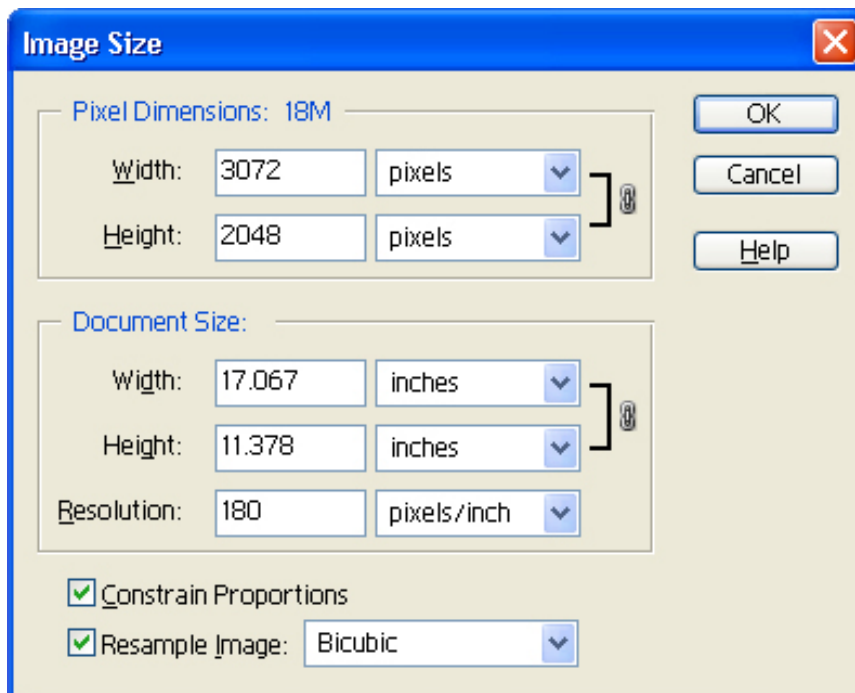 Image Size
Pixel Dimensions: 18M
Width: 3072 pixels
Height: 2048 pixels
Document Size:
Width: 17.067 inches
Height: 11.378 inches
Resolution: 180 pixels/inch
Constrain Proportions
Resample Image: Bicubic
OK
Cancel
Help